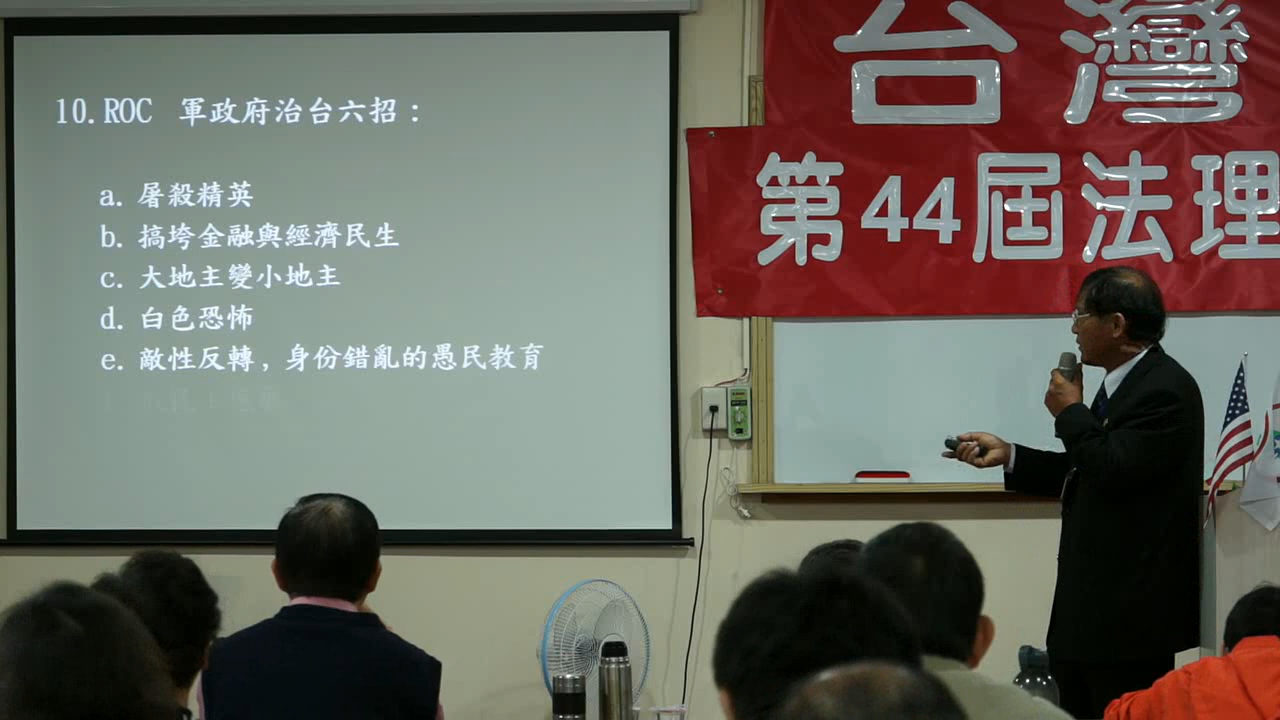 10. ROC 軍政府治台六招：
a. 屠殺精英
b. 搞垮金融與經濟民生
c. 大地主變小地主
d. 白色恐怖
e. 敵性反轉，身份錯亂的愚民教育
台灣
第44屆法理